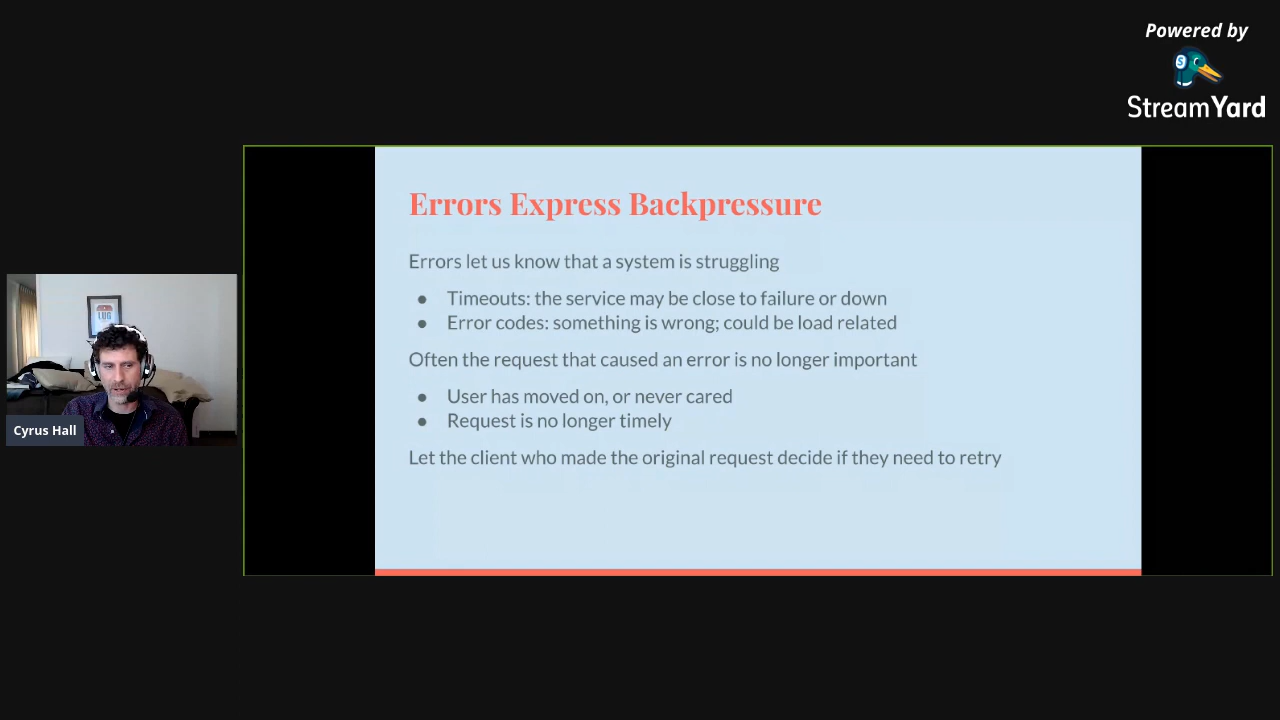 Powered by
StreamYard
Errors Express Backpressure
Errors let us know that a system is struggling
● Timeouts: the service may be close to failure or down
● Error codes: something is wrong; could be load related
Often the request that caused an error is no longer important
● User has moved on, or never cared
● Request is no longer timely
Let the client who made the original request decide if they need to retry
LUG
Cyrus Hall